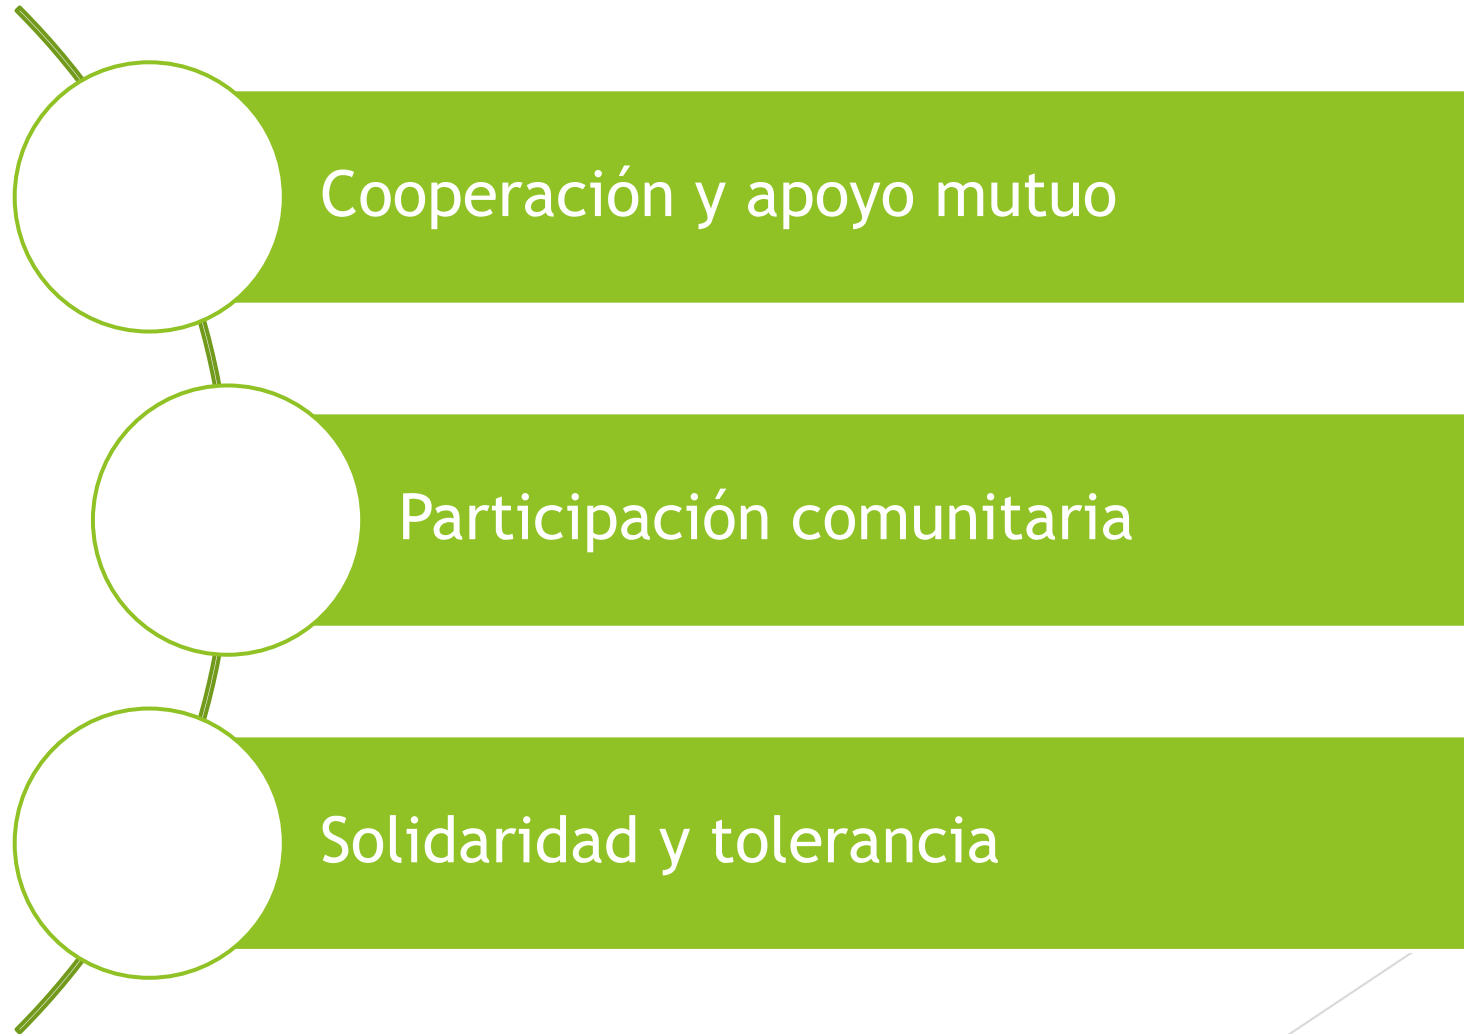 Cooperación y apoyo mutuo
Participación comunitaria
Solidaridad y tolerancia